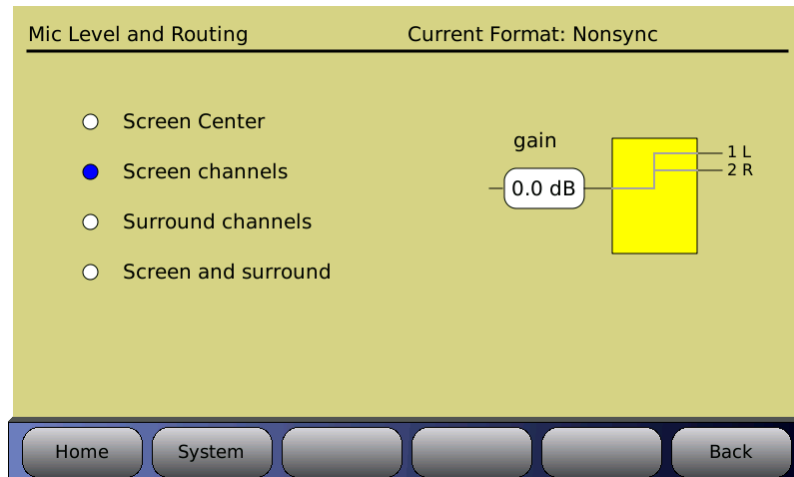 Mic Level and Routing
Current Format: Nonsync
Screen Center
Screen channels
Surround channels
Screen and surround
gain
0.0 dB
1 L
2 R
Home
System
Back